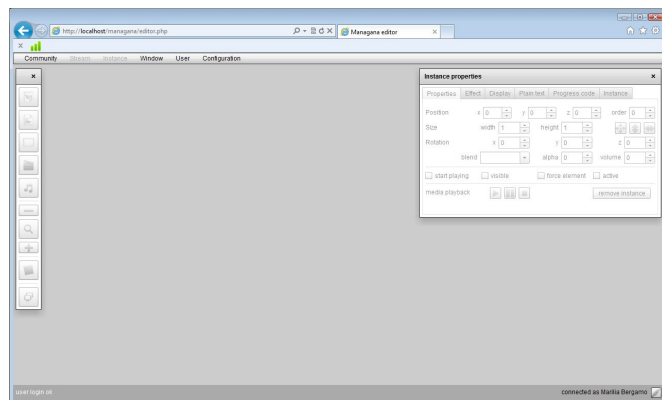 http://localhost/managana/editor.php
Managana editor
Community Stream Instance Window User Configuration
Instance properties
Properties Effect Display Plain text Progress code Instance
Position x 0 y 0 z 0 order 0
Size width 1 height 1
Rotation x 0 y 0 z 0
blend alpha 0 volume 0
start playing visible force element active
media playback remove instance
user login ok connected as Marilia Bergamo